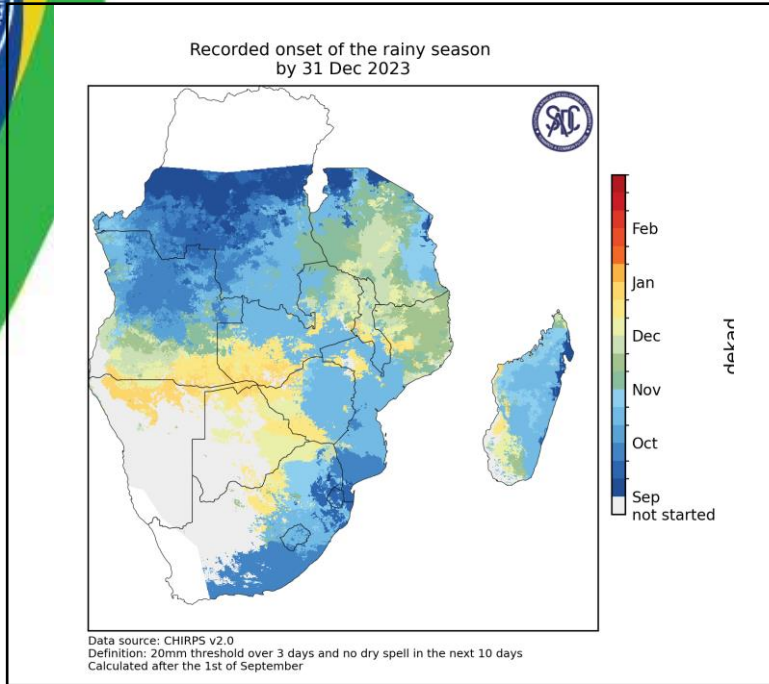 Recorded onset of the rainy season
by 31 Dec 2023
SADC
Feb
Jan
Dec
Nov
Oct
Sep
not started
dekad
Data source: CHIRPS v2.0
Definition: 20mm threshold over 3 days and no dry spell in the next 10 days
Calculated after the 1st of September